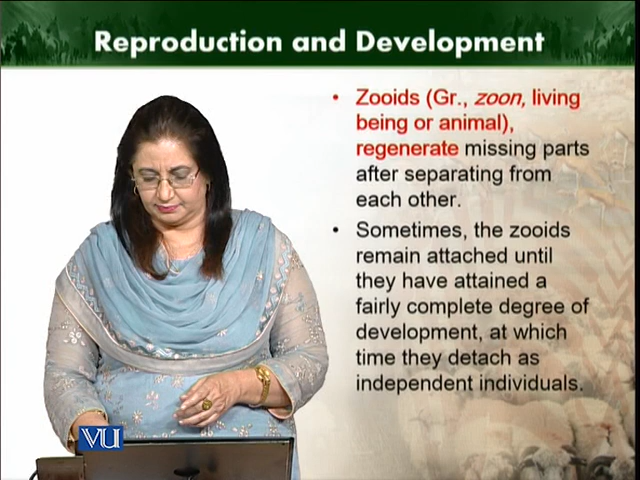 Reproduction and Development
• Zooids (Gr., zoon, living
being or animal),
regenerate missing parts
after separating from
each other.
• Sometimes, the zooids
remain attached until
they have attained a
fairly complete degree of
development, at which
time they detach as
independent individuals.
VU